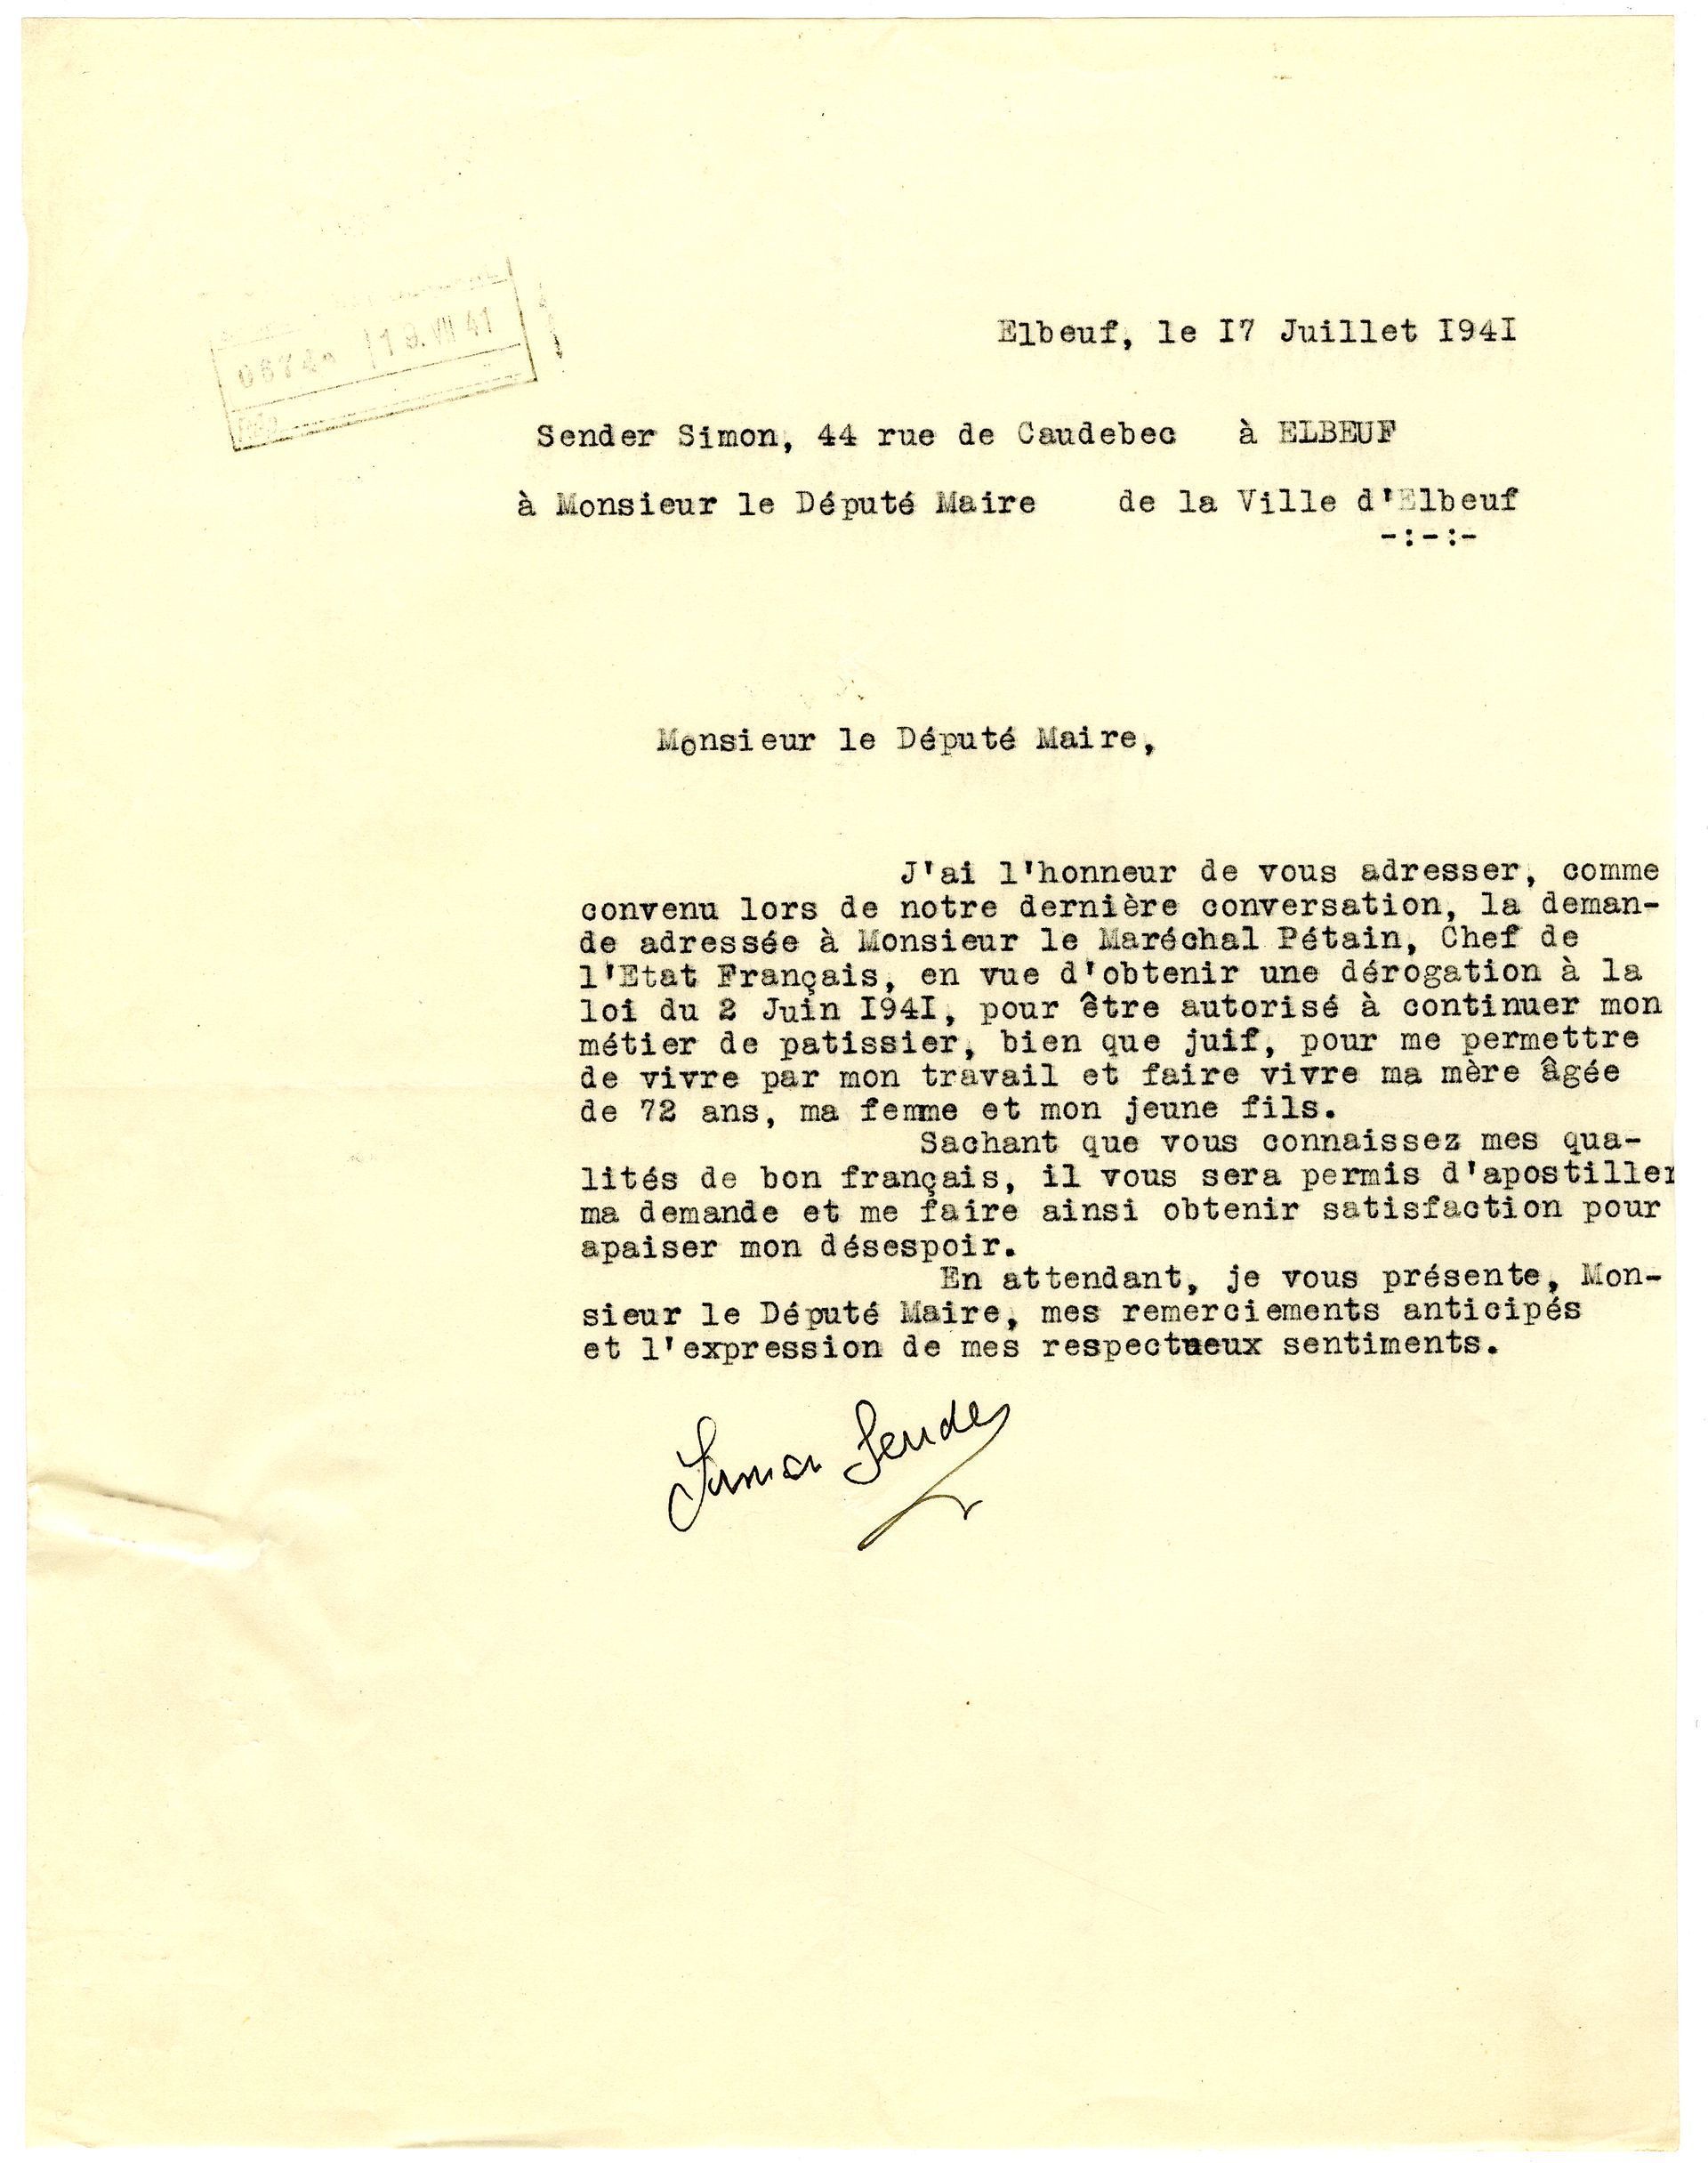 19.VII 41
Elbeuf, le I7 Juillet I94I
Sender Simon, 44 rue de Caudebec à ELBEUF
à Monsieur le Député Maire de la Ville d'Elbeuf
-:-:-
Monsieur le Député Maire,
J'ai l'honneur de vous adresser, comme
convenu lors de notre dernière conversation, la deman-
de adressée à Monsieur le Maréchal Pétain, Chef de
l'Etat Français, en vue d'obtenir une dérogation à la
loi du 2 Juin I94I, pour être autorisé à continuer mon
métier de patissier, bien que juif, pour me permettre
de vivre par mon travail et faire vivre ma mère âgée
de 72 ans, ma femme et mon jeune fils.
Sachant que vous connaissez mes qua-
lités de bon français, il vous sera permis d'apostiller
ma demande et me faire ainsi obtenir satisfaction pour
apaiser mon désespoir.
En attendant, je vous présente, Mon-
sieur le Député Maire, mes remerciements anticipés
et l'expression de mes respectueux sentiments.
Simon Sender